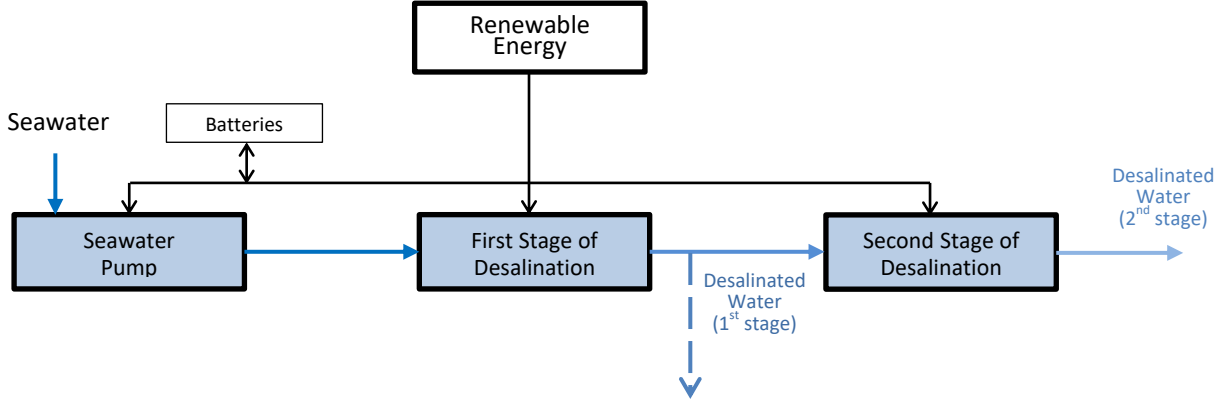 Renewable
Energy
Seawater
Batteries
Desalinated
Water
(2nd stage)
Seawater
Pump
First Stage of
Desalination
Second Stage of
Desalination
Desalinated
Water
(1st stage)